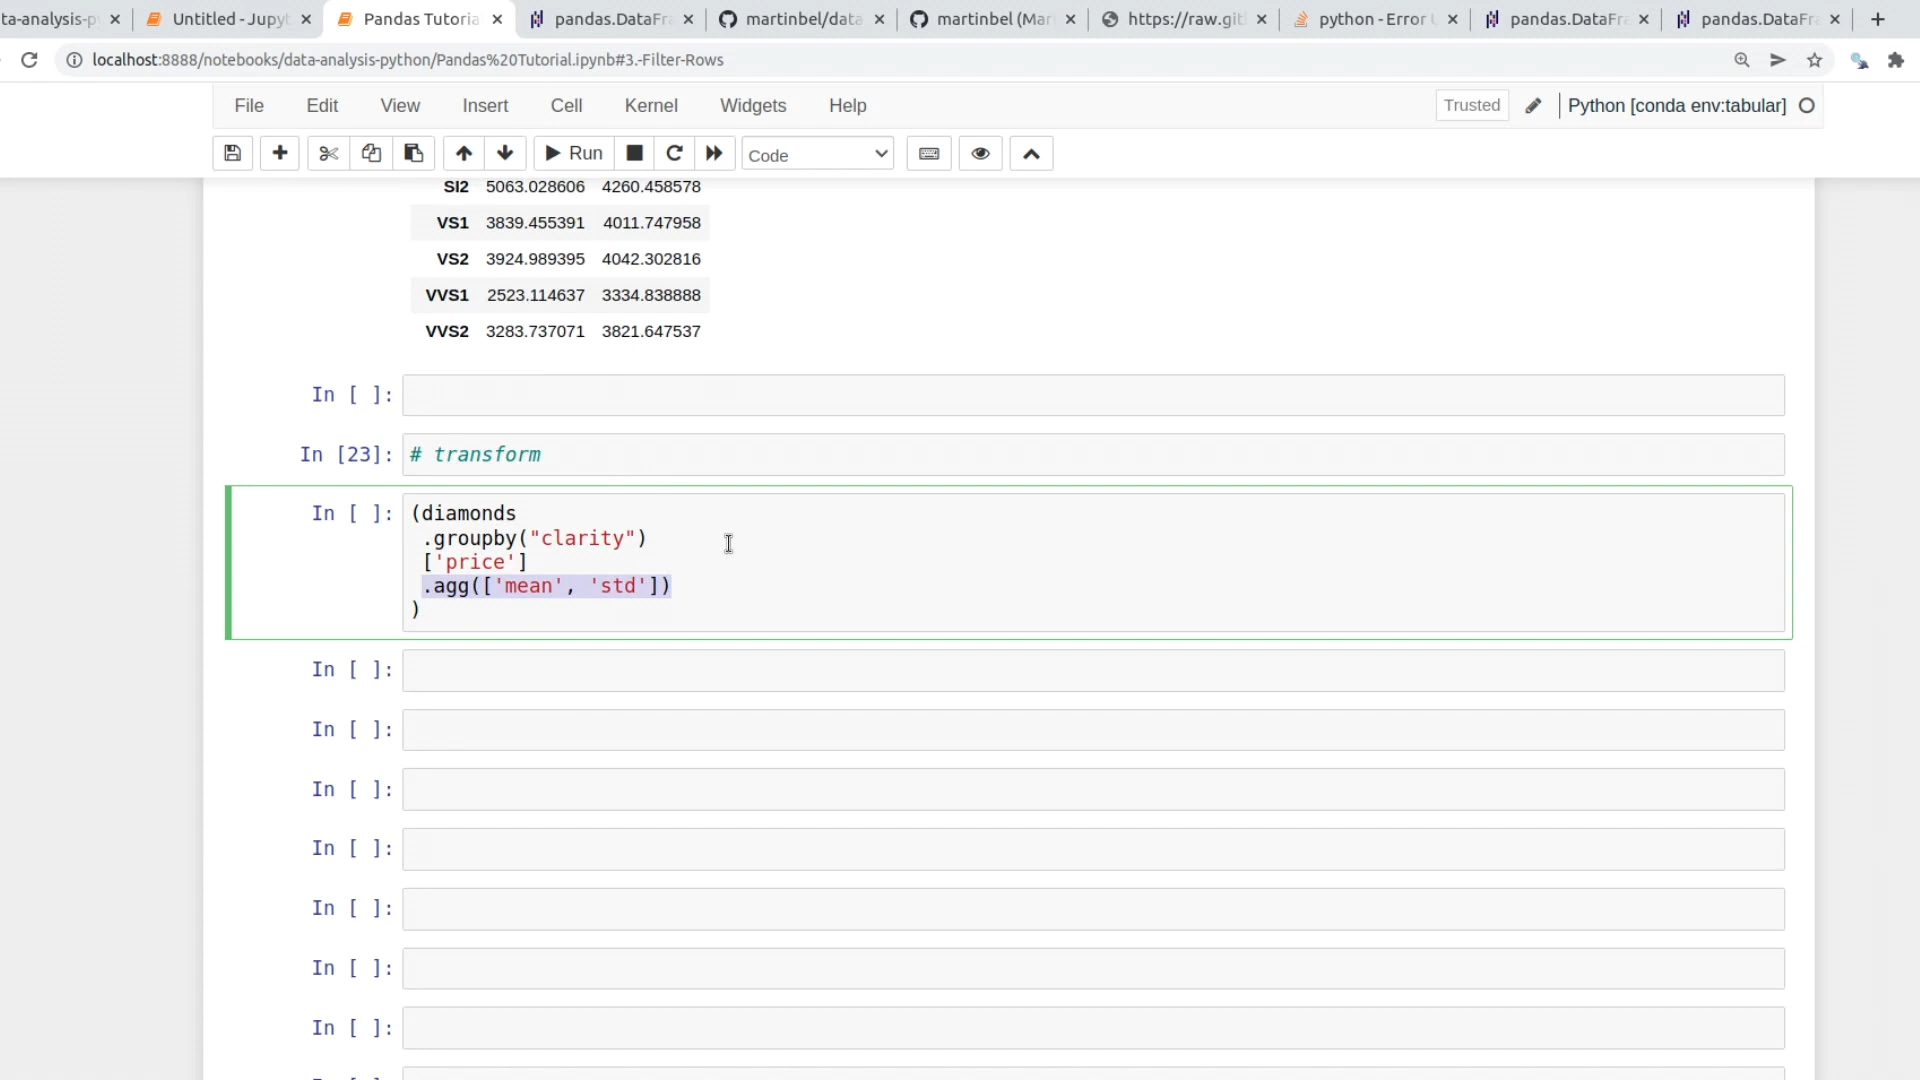 ta-analysis-p
Untitled - Jupyt
Pandas Tutoria
pandas.DataFra
martinbel/data
martinbel (Mar
https://raw.git
python - Error U
pandas.DataFra
pandas.DataFra
localhost:8888/notebooks/data-analysis-python/Pandas%20Tutorial.ipynb#3.-Filter-Rows
File Edit View Insert Cell Kernel Widgets Help
Trusted
Python [conda env:tabular]
Run
Code
SI2 5063.028606 4260.458578
VS1 3839.455391 4011.747958
VS2 3924.989395 4042.302816
VVS1 2523.114637 3334.838888
VVS2 3283.737071 3821.647537
In [ ]:
In [23]: # transform
In [ ]: (diamonds
.groupby("clarity")
['price']
.agg(['mean', 'std'])
)
In [ ]:
In [ ]:
In [ ]:
In [ ]:
In [ ]:
In [ ]:
In [ ]: